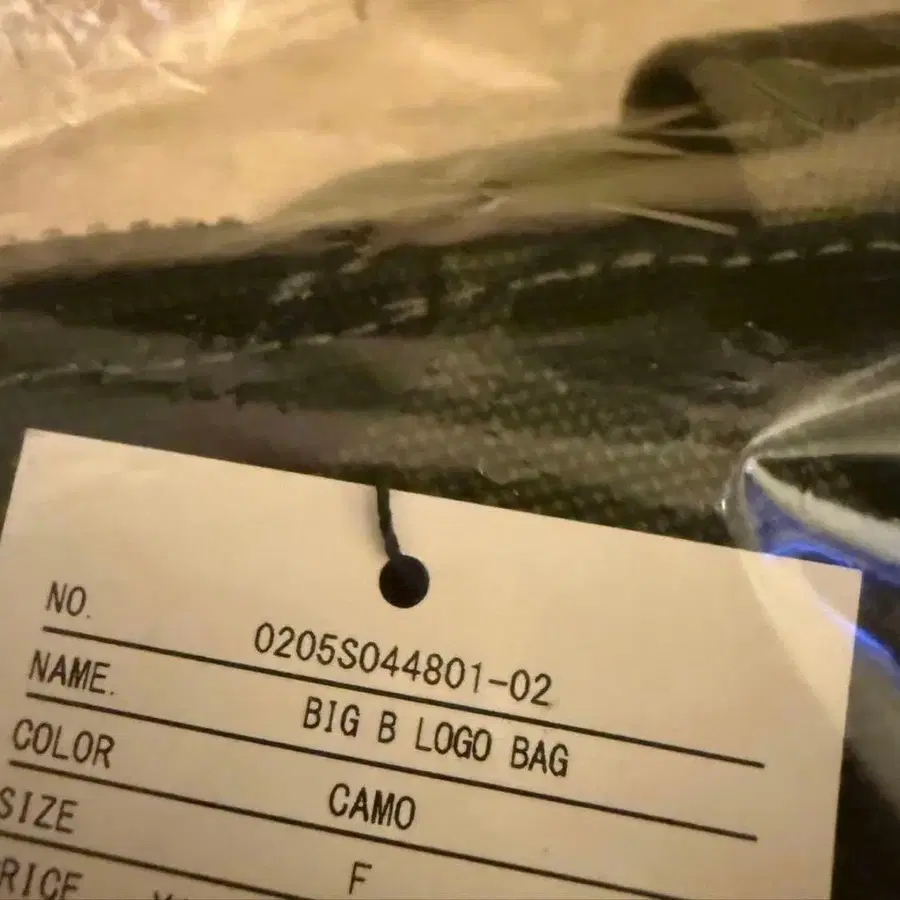 NO. 0205S044801-02
NAME. BIG B LOGO BAG
COLOR CAMO
SIZE F